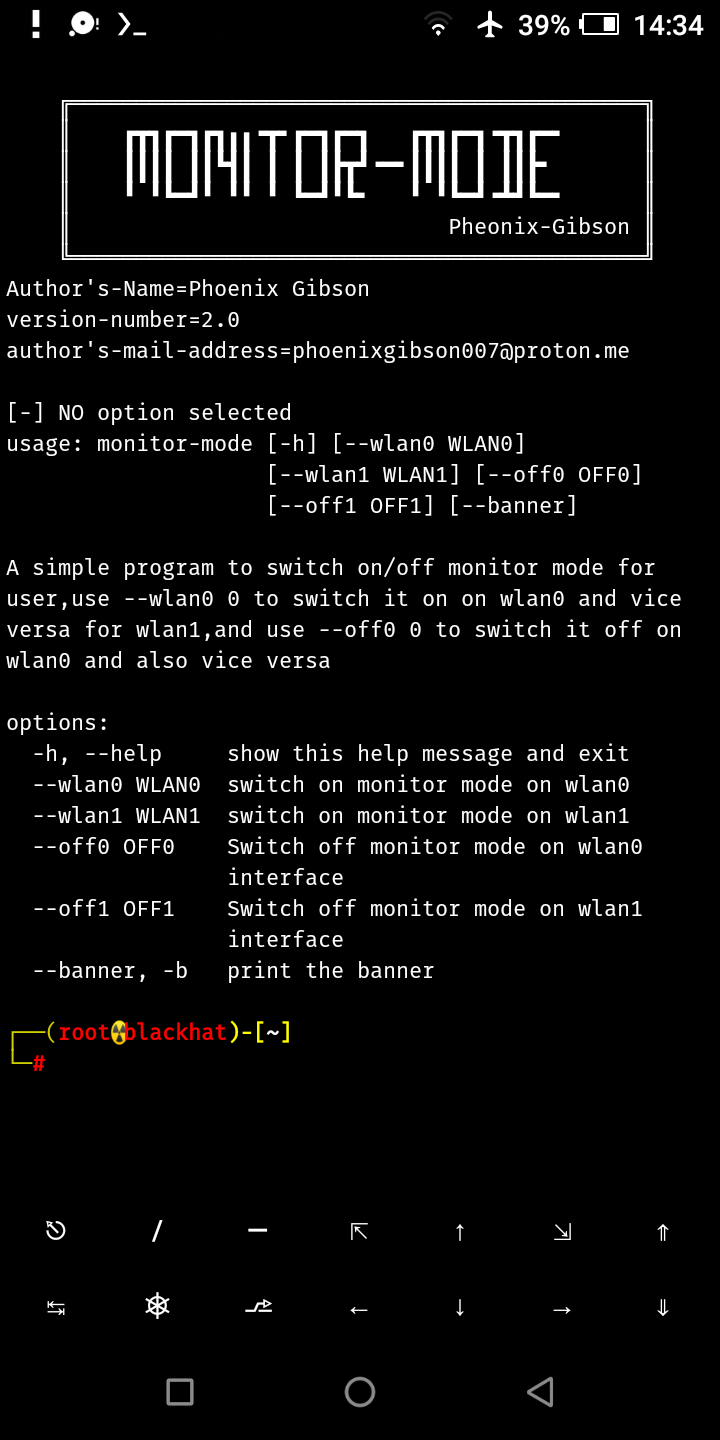 39% 14:34
MONITOR-MODE
Pheonix-Gibson
Author's-Name=Phoenix Gibson
version-number=2.0
author's-mail-address=phoenixgibson007@proton.me
[-] NO option selected
usage: monitor-mode [-h] [--wlan0 WLAN0]
[--wlan1 WLAN1] [--off0 OFF0]
[--off1 OFF1] [--banner]
A simple program to switch on/off monitor mode for
user,use --wlan0 0 to switch it on on wlan0 and vice
versa for wlan1,and use --off0 0 to switch it off on
wlan0 and also vice versa
options:
-h, --help show this help message and exit
--wlan0 WLAN0 switch on monitor mode on wlan0
--wlan1 WLAN1 switch on monitor mode on wlan1
--off0 OFF0 Switch off monitor mode on wlan0
interface
--off1 OFF1 Switch off monitor mode on wlan1
interface
--banner, -b print the banner
┌──(root☢blackhat)-[~]
└─#